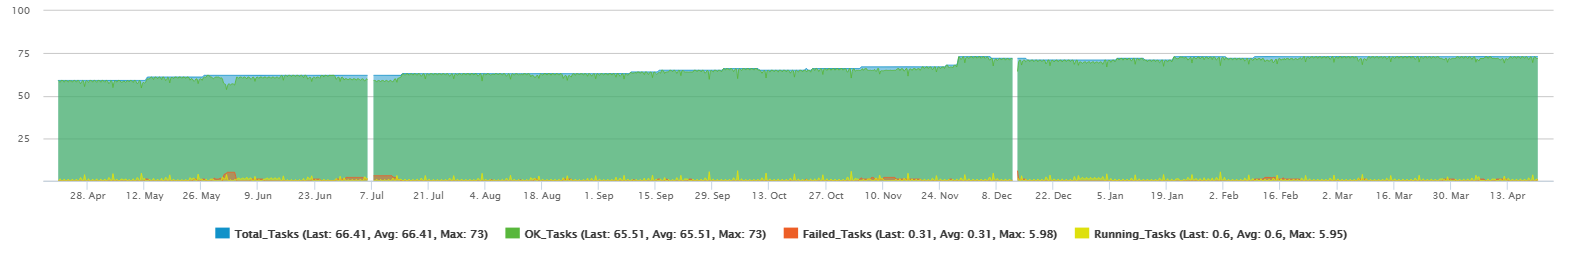 100
75
50
25
28. Apr 12. May 26. May 9. Jun 23. Jun 7. Jul 21. Jul 4. Aug 18. Aug 1. Sep 15. Sep 29. Sep 13. Oct 27. Oct 10. Nov 24. Nov 8. Dec 22. Dec 5. Jan 19. Jan 2. Feb 16. Feb 2. Mar 16. Mar 30. Mar 13. Apr
Total_Tasks (Last: 66.41, Avg: 66.41, Max: 73) OK_Tasks (Last: 65.51, Avg: 65.51, Max: 73) Failed_Tasks (Last: 0.31, Avg: 0.31, Max: 5.98) Running_Tasks (Last: 0.6, Avg: 0.6, Max: 5.95)